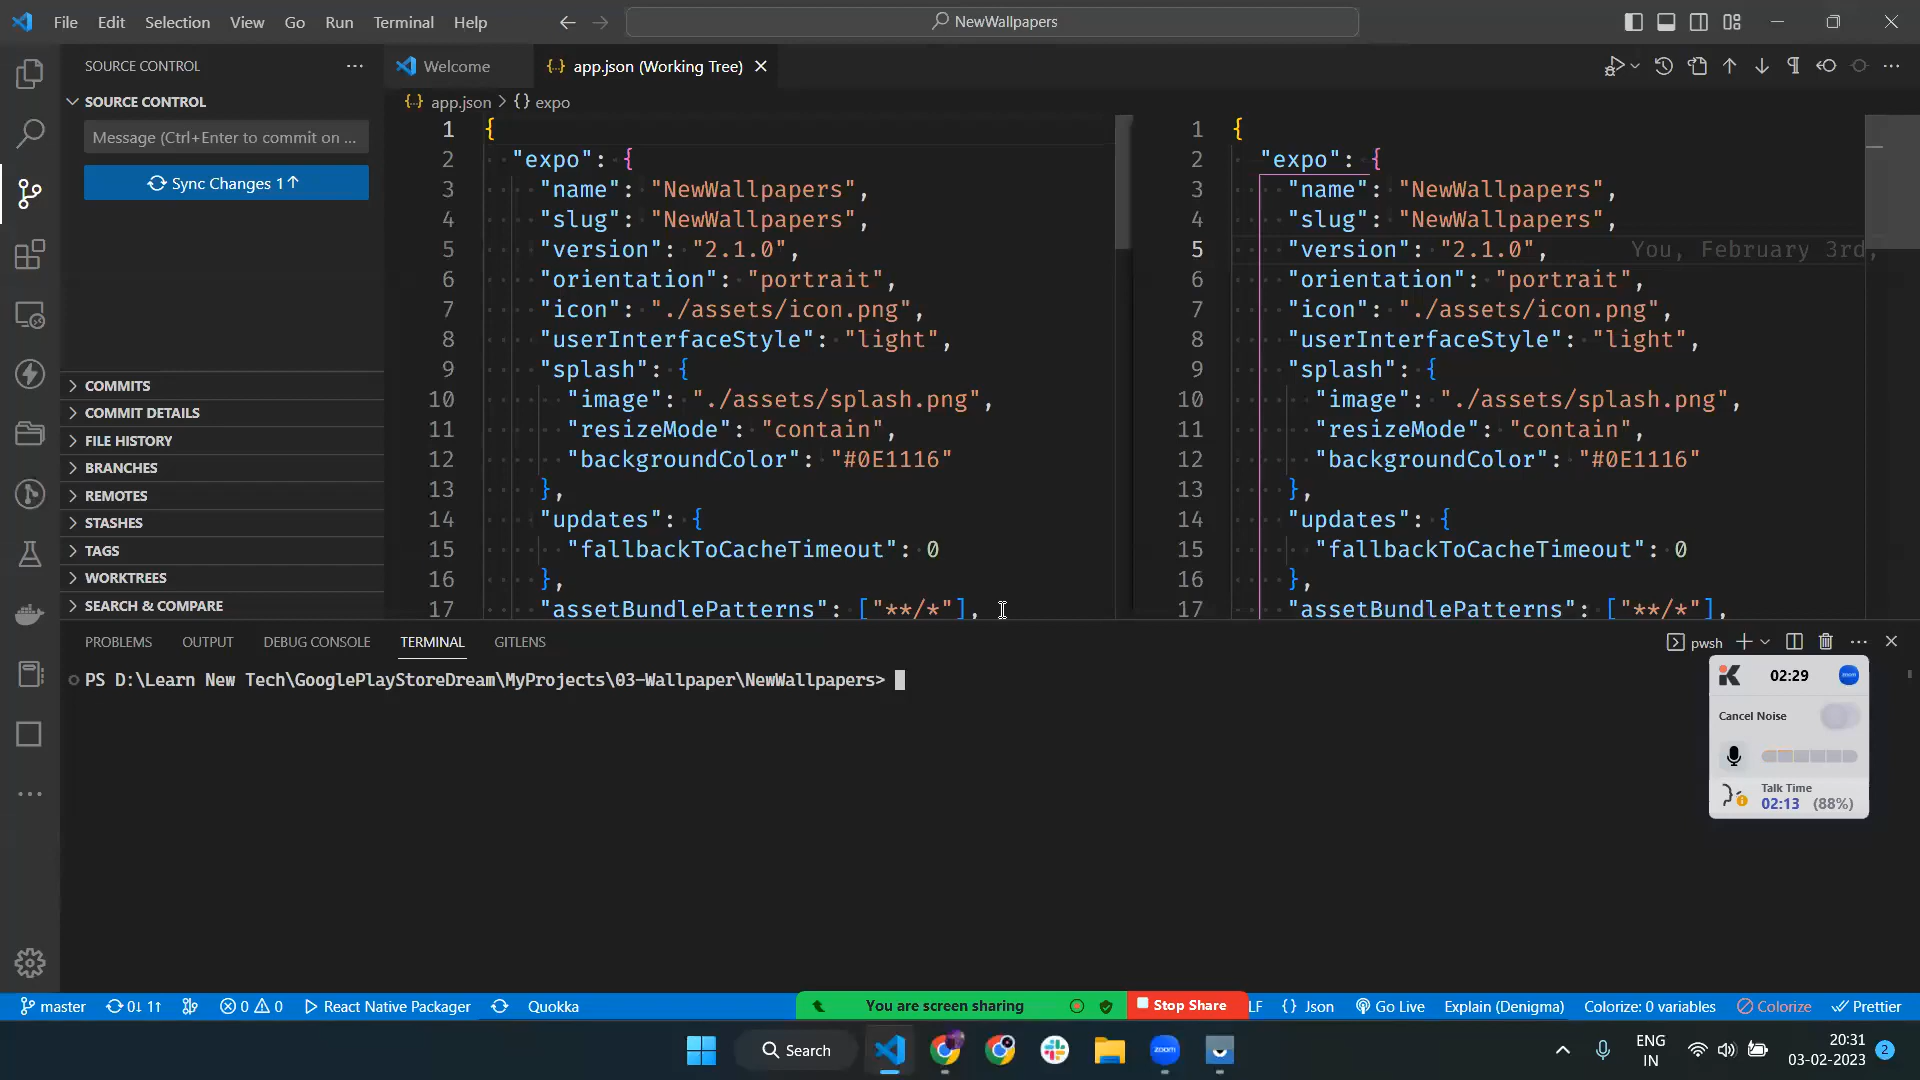 File Edit Selection View Go Run Terminal Help
NewWallpapers
SOURCE CONTROL
SOURCE CONTROL
Message (Ctrl+Enter to commit on ...
Sync Changes 1↑
COMMITS
COMMIT DETAILS
FILE HISTORY
BRANCHES
REMOTES
STASHES
TAGS
WORKTREES
SEARCH & COMPARE
Welcome
{..} app.json (Working Tree)
{..} app.json > {} expo
1 {
2 "expo": {
3 "name": "NewWallpapers",
4 "slug": "NewWallpapers",
5 "version": "2.1.0",
6 "orientation": "portrait",
7 "icon": "./assets/icon.png",
8 "userInterfaceStyle": "light",
9 "splash": {
10 "image": "./assets/splash.png",
11 "resizeMode": "contain",
12 "backgroundColor": "#0E1116"
13 },
14 "updates": {
15 "fallbackToCacheTimeout": 0
16 },
17 "assetBundlePatterns": ["**/*"],
1 {
2 "expo": {
3 "name": "NewWallpapers",
4 "slug": "NewWallpapers",
5 "version": "2.1.0", You, February 3rd,
6 "orientation": "portrait",
7 "icon": "./assets/icon.png",
8 "userInterfaceStyle": "light",
9 "splash": {
10 "image": "./assets/splash.png",
11 "resizeMode": "contain",
12 "backgroundColor": "#0E1116"
13 },
14 "updates": {
15 "fallbackToCacheTimeout": 0
16 },
17 "assetBundlePatterns": ["**/*"],
PROBLEMS OUTPUT DEBUG CONSOLE TERMINAL GITLENS
pwsh
PS D:\Learn New Tech\GooglePlayStoreDream\MyProjects\03-Wallpaper\NewWallpapers>
02:29
zoom
Cancel Noise
Talk Time
02:13 (88%)
master 0↓ 1↑ 0 0 React Native Packager Quokka
You are screen sharing
Stop Share
LF {} Json Go Live Explain (Denigma) Colorize: 0 variables Colorize Prettier
Search
zoom
ENG
IN
20:31
03-02-2023
2